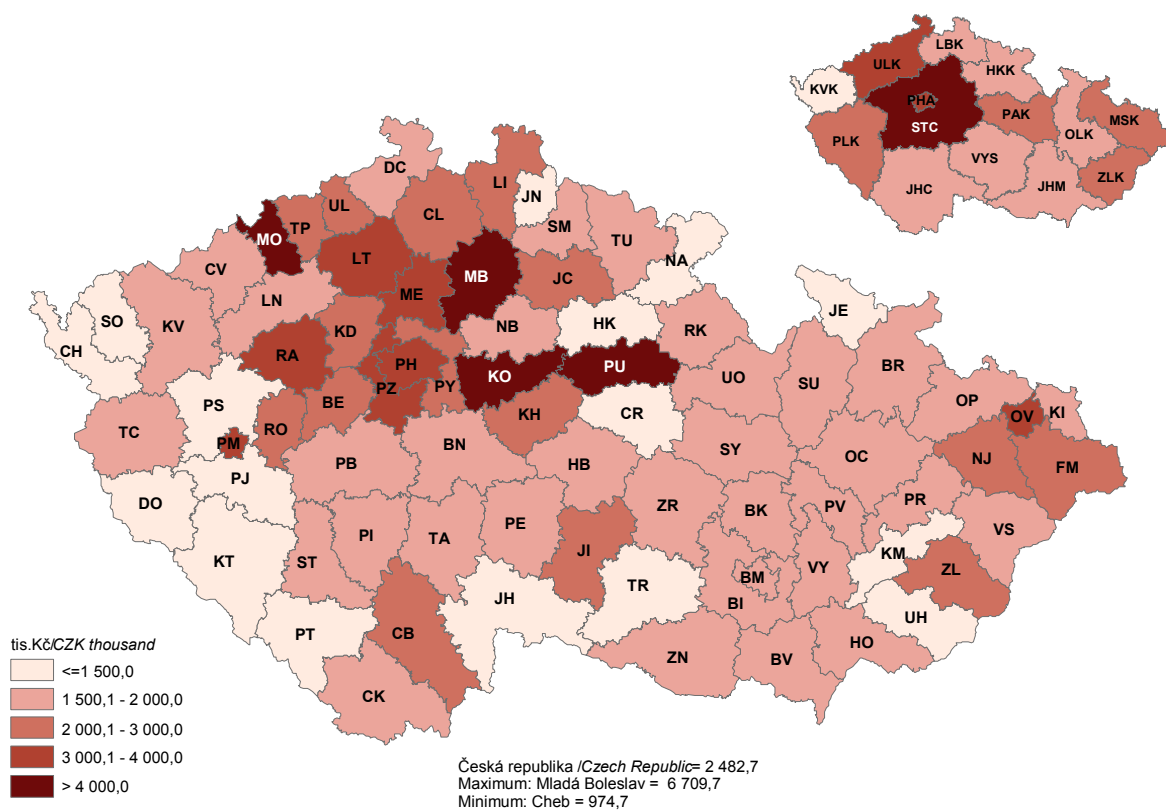 LBK
ULK
HKK
KVK
PHA
PAK
MSK
STC
OLK
PLK
VYS
ZLK
JHC
JHM
DC
LI
JN
UL
CL
TP
SM
TU
MO
NA
CV
LT
MB
JC
ME
LN
JE
SO
KV
NB
HK
RK
CH
KD
BR
RA
PH
PU
KO
UO
SU
PZ
PY
PS
BE
CR
OP
KI
KH
OV
TC
RO
PM
SY
OC
NJ
FM
PB
BN
HB
PJ
DO
ZR
BK
PV
PR
VS
PE
PI
TA
JI
KM
KT
ST
BM
VY
ZL
TR
BI
JH
UH
PT
CB
HO
ZN
BV
CK
tis.Kč/CZK thousand
<=1 500,0
1 500,1 - 2 000,0
2 000,1 - 3 000,0
3 000,1 - 4 000,0
> 4 000,0
Česká republika /Czech Republic= 2 482,7
Maximum: Mladá Boleslav = 6 709,7
Minimum: Cheb = 974,7